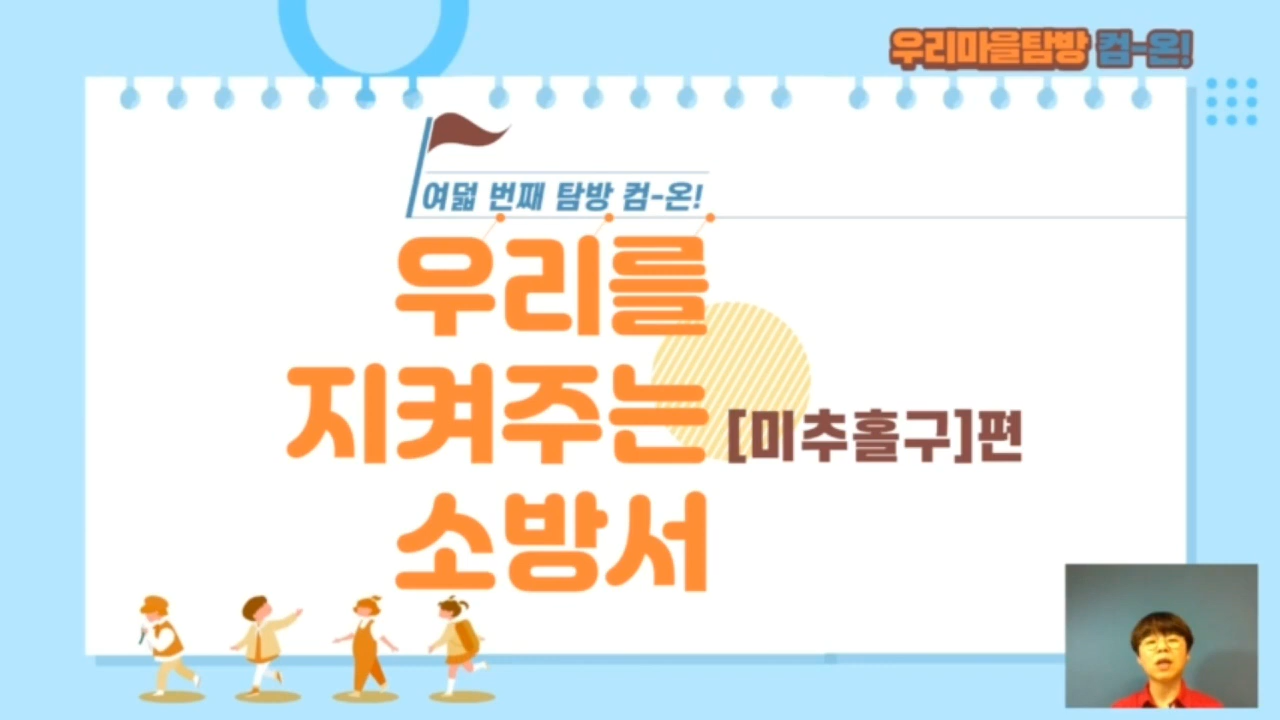 우리마을탐방 컴-온!
여덟 번째 탐방 컴-온!
우리를
지켜주는
[미추홀구]편
소방서